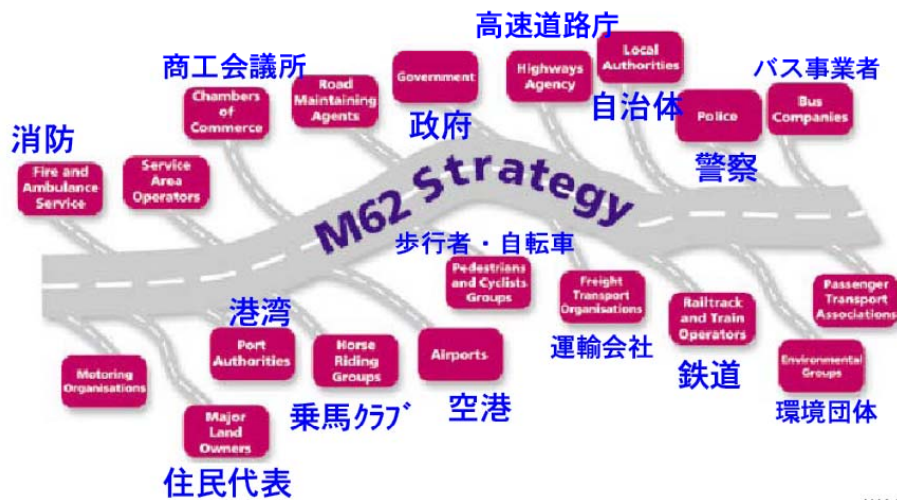 高速道路庁
商工会議所
バス事業者
Government
Highways
Agency
Local
Authorities
Chambers
of
Commerce
Road
Maintaining
Agents
自治体
Bus
Companies
政府
Police
消防
警察
Fire and
Ambulance
Service
Service
Area
Operators
M62 Strategy
歩行者・自転車
Pedestrians
and Cyclists
Groups
Freight
Transport
Organisations
Passenger
Transport
Associations
港湾
Railtrack
and Train
Operators
Port
Authorities
Horse
Riding
Groups
Airports
運輸会社
Motoring
Organisations
鉄道
Environmental
Groups
乗馬クラブ
空港
環境団体
Major
Land
Owners
住民代表